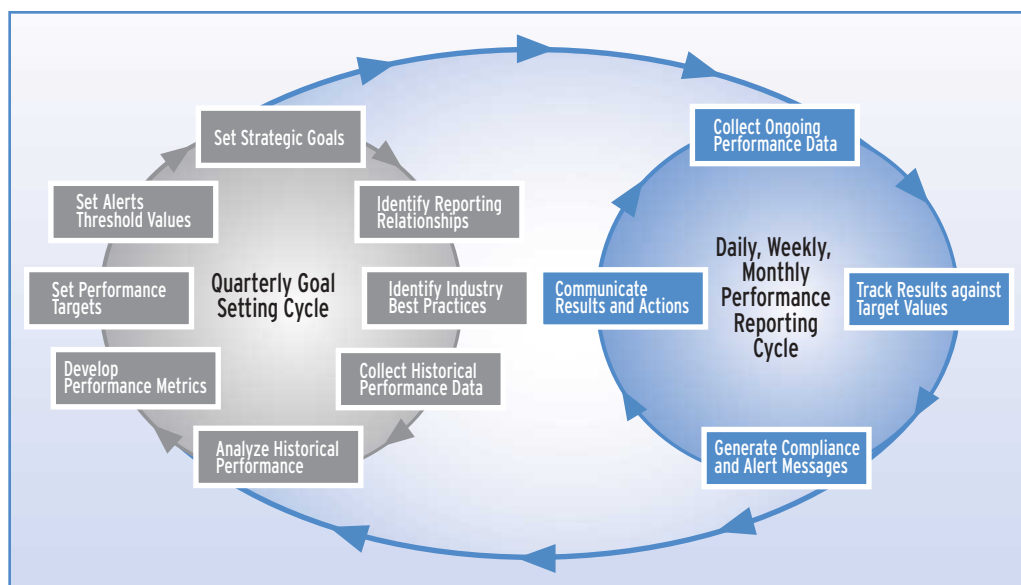 Set Strategic Goals
Identify Reporting
Relationships
Identify Industry
Best Practices
Collect Historical
Performance Data
Analyze Historical
Performance
Develop
Performance Metrics
Set Performance
Targets
Set Alerts
Threshold Values
Quarterly Goal
Setting Cycle
Collect Ongoing
Performance Data
Track Results against
Target Values
Generate Compliance
and Alert Messages
Communicate
Results and Actions
Daily, Weekly,
Monthly
Performance
Reporting
Cycle